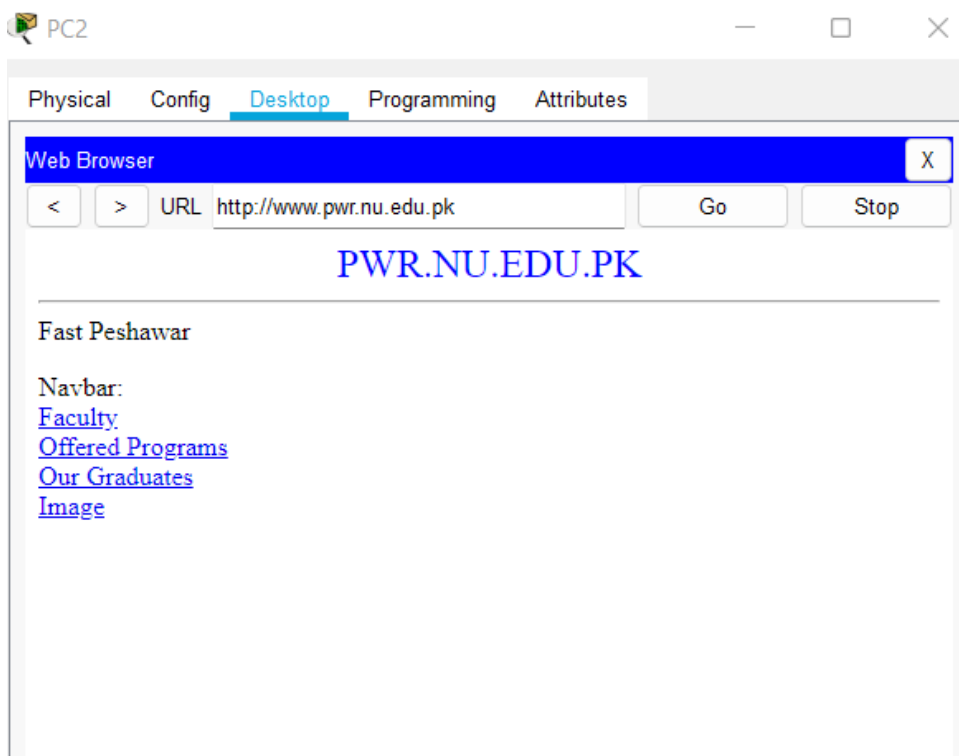 PC2
Physical Config Desktop Programming Attributes
Web Browser X
< > URL http://www.pwr.nu.edu.pk Go Stop
PWR.NU.EDU.PK
Fast Peshawar
Navbar:
Faculty
Offered Programs
Our Graduates
Image